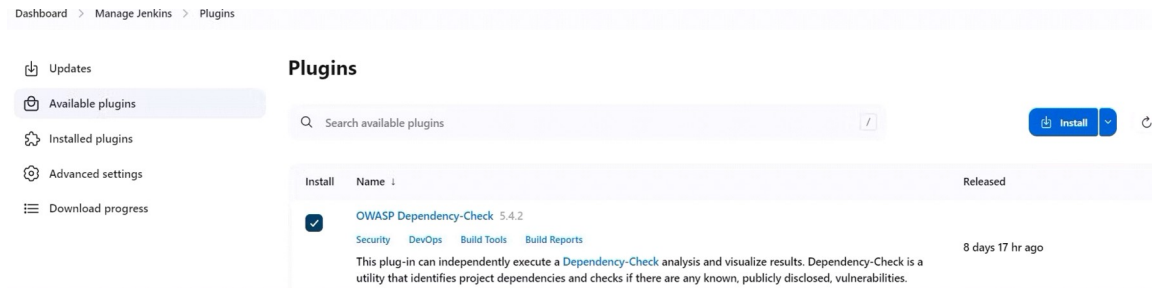 Dashboard > Manage Jenkins > Plugins
Updates
Available plugins
Installed plugins
Advanced settings
Download progress
Plugins
Search available plugins /
Install
Install Name ↓ Released
OWASP Dependency-Check 5.4.2
Security DevOps Build Tools Build Reports
8 days 17 hr ago
This plug-in can independently execute a Dependency-Check analysis and visualize results. Dependency-Check is a
utility that identifies project dependencies and checks if there are any known, publicly disclosed, vulnerabilities.